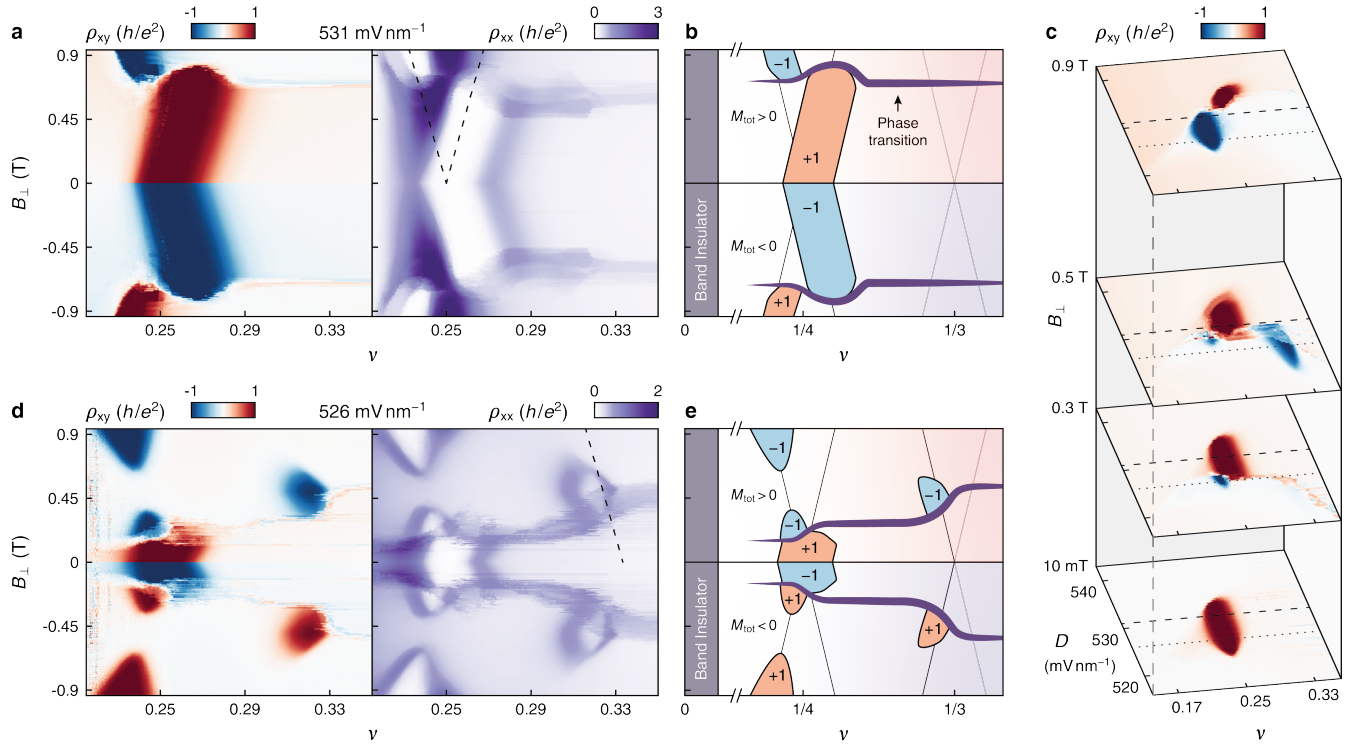 a
ρxy (h/e²)
-1
1
531 mV nm⁻¹
ρxx (h/e²)
0
3
B⊥ (T)
0.9
0.45
0
-0.45
-0.9
0.25
0.29
0.33
0.25
0.29
0.33
ν
b
−1
Mtot > 0
+1
Phase
transition
−1
Mtot < 0
+1
Band Insulator
0
1/4
1/3
ν
c
ρxy (h/e²)
-1
1
0.9 T
0.5 T
B⊥
0.3 T
10 mT
540
D
530
(mV nm⁻¹)
520
0.17
0.25
0.33
ν
d
ρxy (h/e²)
-1
1
526 mV nm⁻¹
ρxx (h/e²)
0
2
B⊥ (T)
0.9
0.45
0
-0.45
-0.9
0.25
0.29
0.33
0.25
0.29
0.33
ν
e
−1
Mtot > 0
−1
−1
+1
−1
+1
Mtot < 0
+1
+1
Band Insulator
0
1/4
1/3
ν